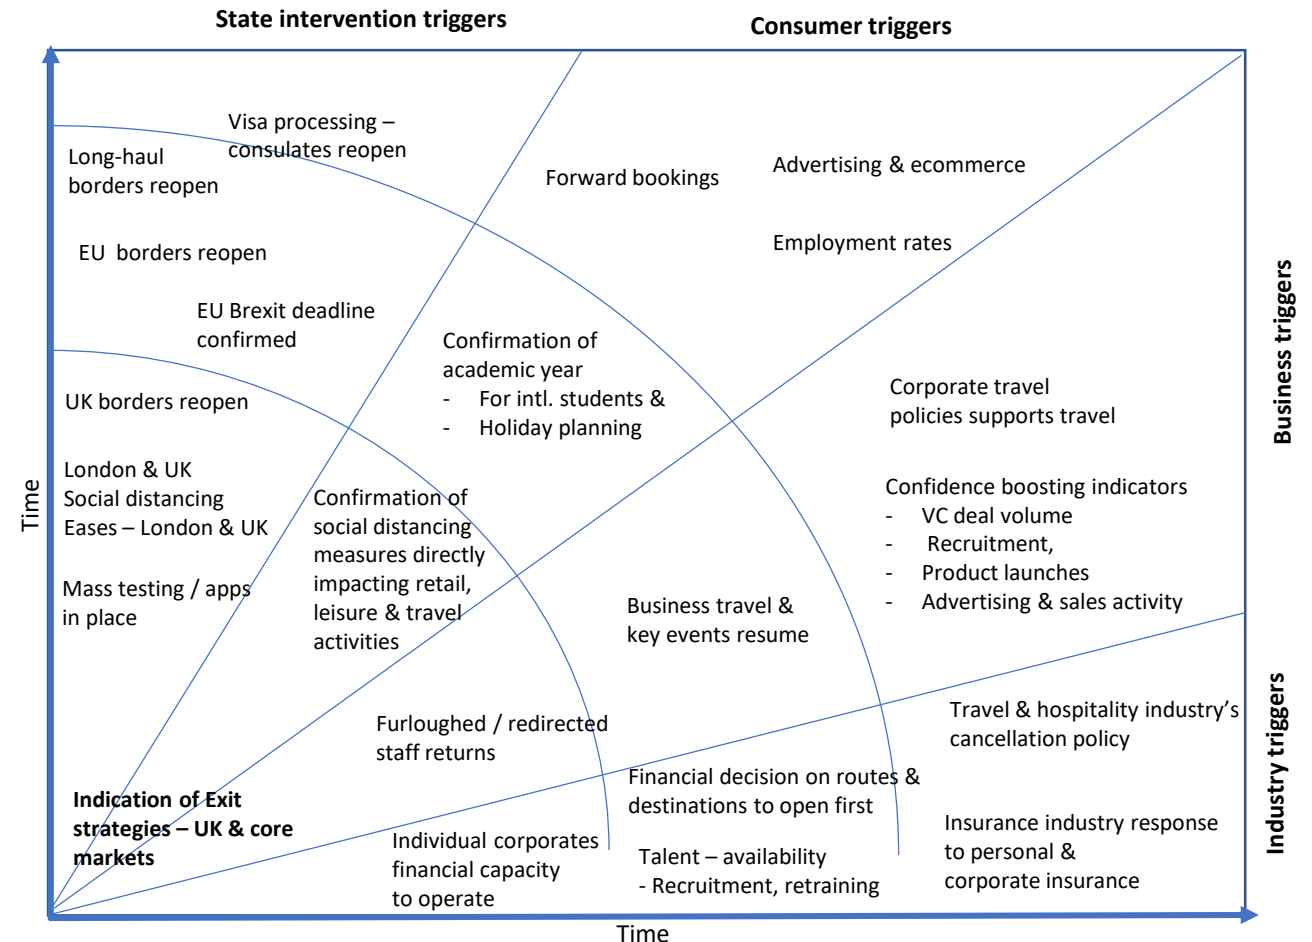 State intervention triggers
Consumer triggers
Visa processing –
consulates reopen
Long-haul
borders reopen
Forward bookings
Advertising & ecommerce
EU  borders reopen
Employment rates
EU Brexit deadline
confirmed
Confirmation of
academic year
- For intl. students &
- Holiday planning
Business triggers
UK borders reopen
Corporate travel
policies supports travel
London & UK
Social distancing
Eases – London & UK
Time
Confirmation of
social distancing
measures directly
impacting retail,
leisure & travel
activities
Confidence boosting indicators
- VC deal volume
- Recruitment,
- Product launches
- Advertising & sales activity
Mass testing / apps
in place
Business travel &
key events resume
Furloughed / redirected
staff returns
Travel & hospitality industry’s
cancellation policy
Industry triggers
Financial decision on routes &
destinations to open first
Indication of Exit
strategies – UK & core
markets
Individual corporates
financial capacity
to operate
Talent – availability
- Recruitment, retraining
Insurance industry response
to personal &
corporate insurance
Time